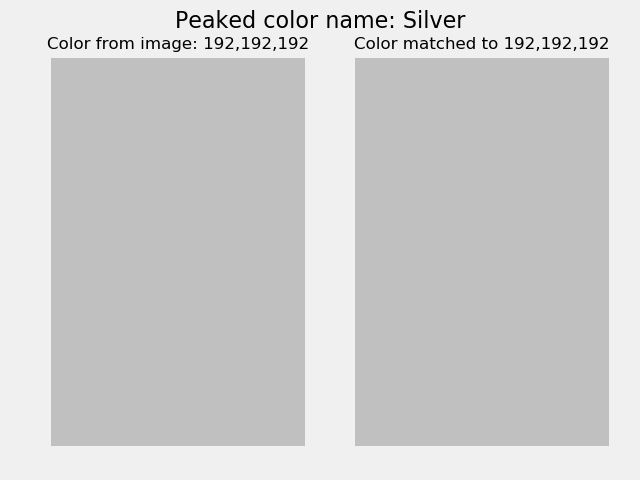 Peaked color name: Silver
Color from image: 192,192,192
Color matched to 192,192,192